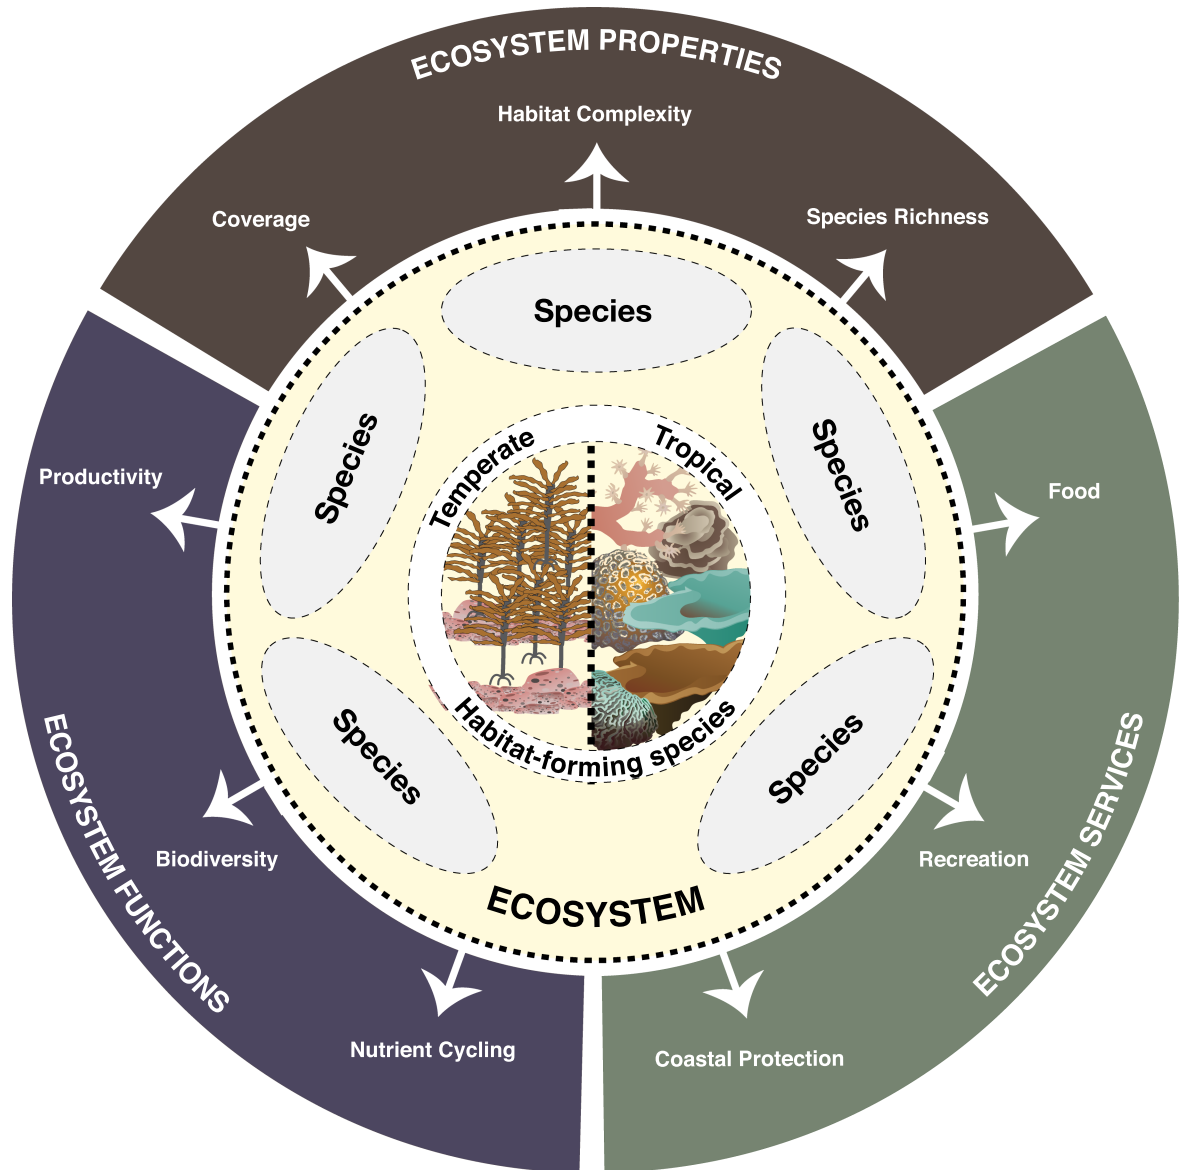 ECOSYSTEM PROPERTIES
Habitat Complexity
Coverage
Species Richness
Species
Species
Species
Temperate
Tropical
Productivity
Food
Habitat-forming species
Species
Species
Biodiversity
Recreation
ECOSYSTEM
ECOSYSTEM FUNCTIONS
ECOSYSTEM SERVICES
Nutrient Cycling
Coastal Protection